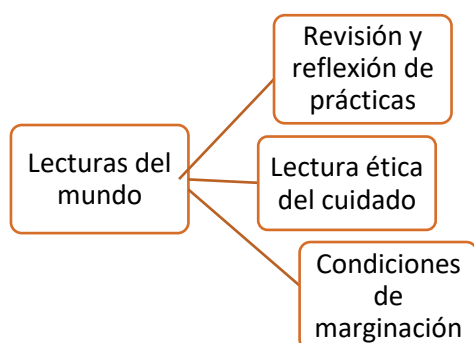 Revisión y
reflexión de
prácticas
Lecturas del
mundo
Lectura ética
del cuidado
Condiciones
de
marginación